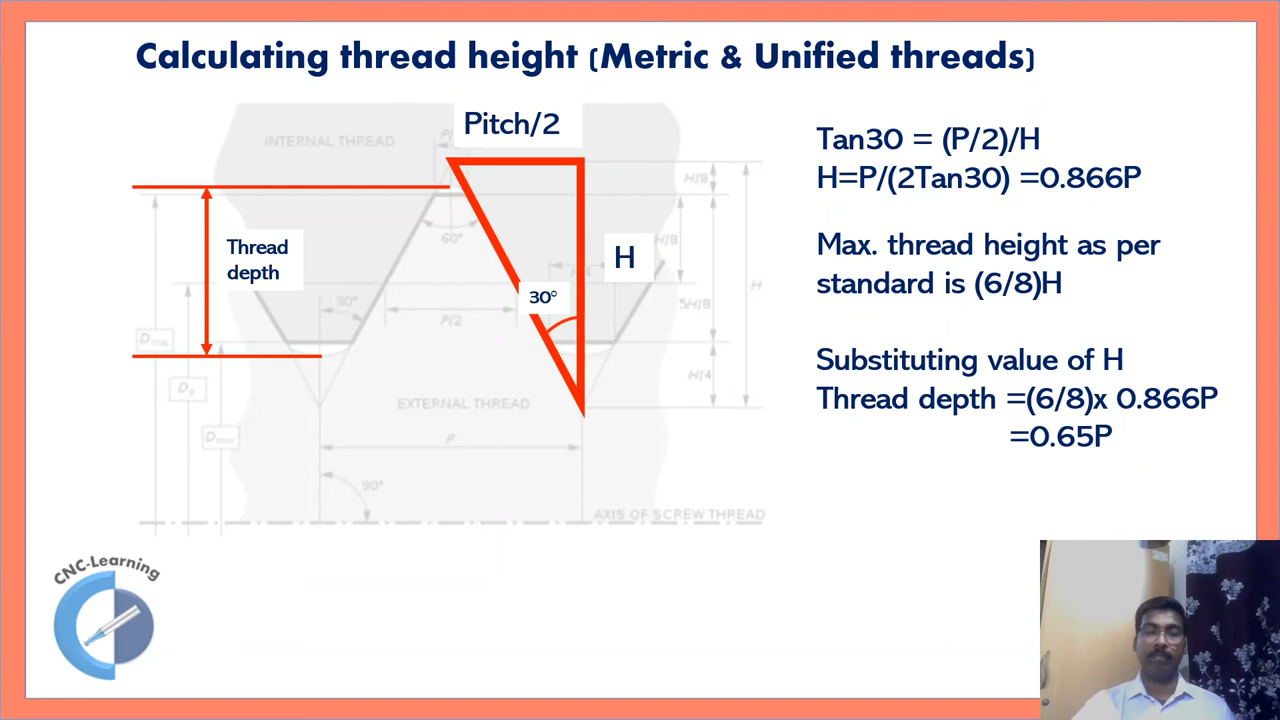 Calculating thread height (Metric & Unified threads)
Pitch/2
INTERNAL THREAD
H/8
60°
Thread
depth
H
H/8
30°
30°
P/2
5H/8
H
H/4
EXTERNAL THREAD
P
90°
AXIS OF SCREW THREAD
Tan30 = (P/2)/H
H=P/(2Tan30) =0.866P
Max. thread height as per
standard is (6/8)H
Substituting value of H
Thread depth =(6/8)x 0.866P
=0.65P
CNC-Learning